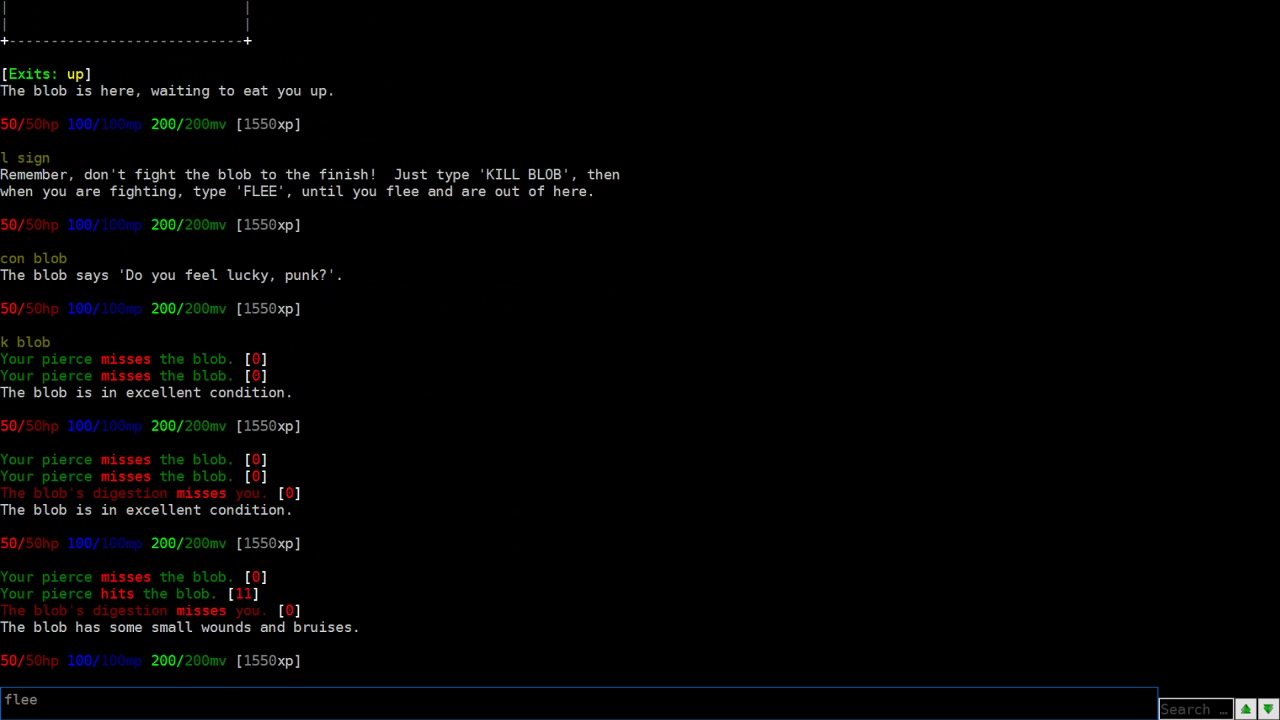 |                             |
|                             |
+----------------------------+
[Exits: up]
The blob is here, waiting to eat you up.
50/50hp 100/100mp 200/200mv [1550xp]
l sign
Remember, don't fight the blob to the finish!  Just type 'KILL BLOB', then
when you are fighting, type 'FLEE', until you flee and are out of here.
50/50hp 100/100mp 200/200mv [1550xp]
con blob
The blob says 'Do you feel lucky, punk?'.
50/50hp 100/100mp 200/200mv [1550xp]
k blob
Your pierce misses the blob. [0]
Your pierce misses the blob. [0]
The blob is in excellent condition.
50/50hp 100/100mp 200/200mv [1550xp]
Your pierce misses the blob. [0]
Your pierce misses the blob. [0]
The blob's digestion misses you. [0]
The blob is in excellent condition.
50/50hp 100/100mp 200/200mv [1550xp]
Your pierce misses the blob. [0]
Your pierce hits the blob. [11]
The blob's digestion misses you. [0]
The blob has some small wounds and bruises.
50/50hp 100/100mp 200/200mv [1550xp]
flee
Search …